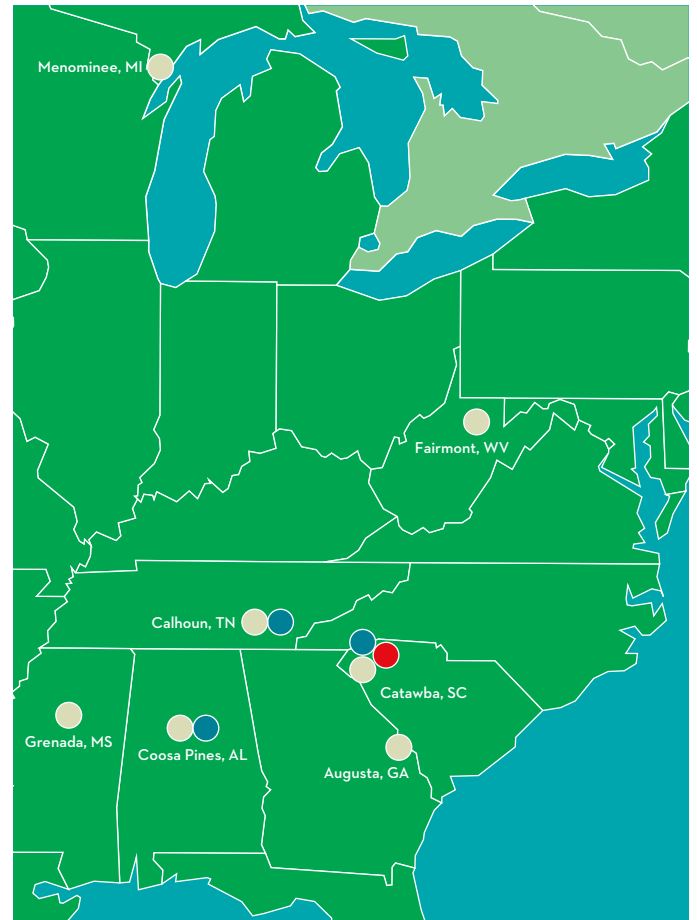 Menominee, MI
Fairmont, WV
Calhoun, TN
Catawba, SC
Grenada, MS
Coosa Pines, AL
Augusta, GA